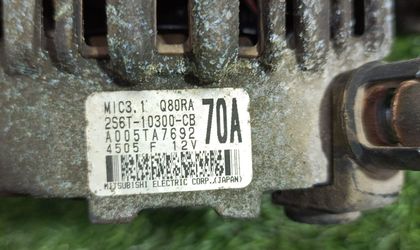 MIC3.1 Q80RA
70A
2S6T-10300-CB
A005TA7692
4505 F 12V
MITSUBISHI ELECTRIC CORP.(JAPAN)